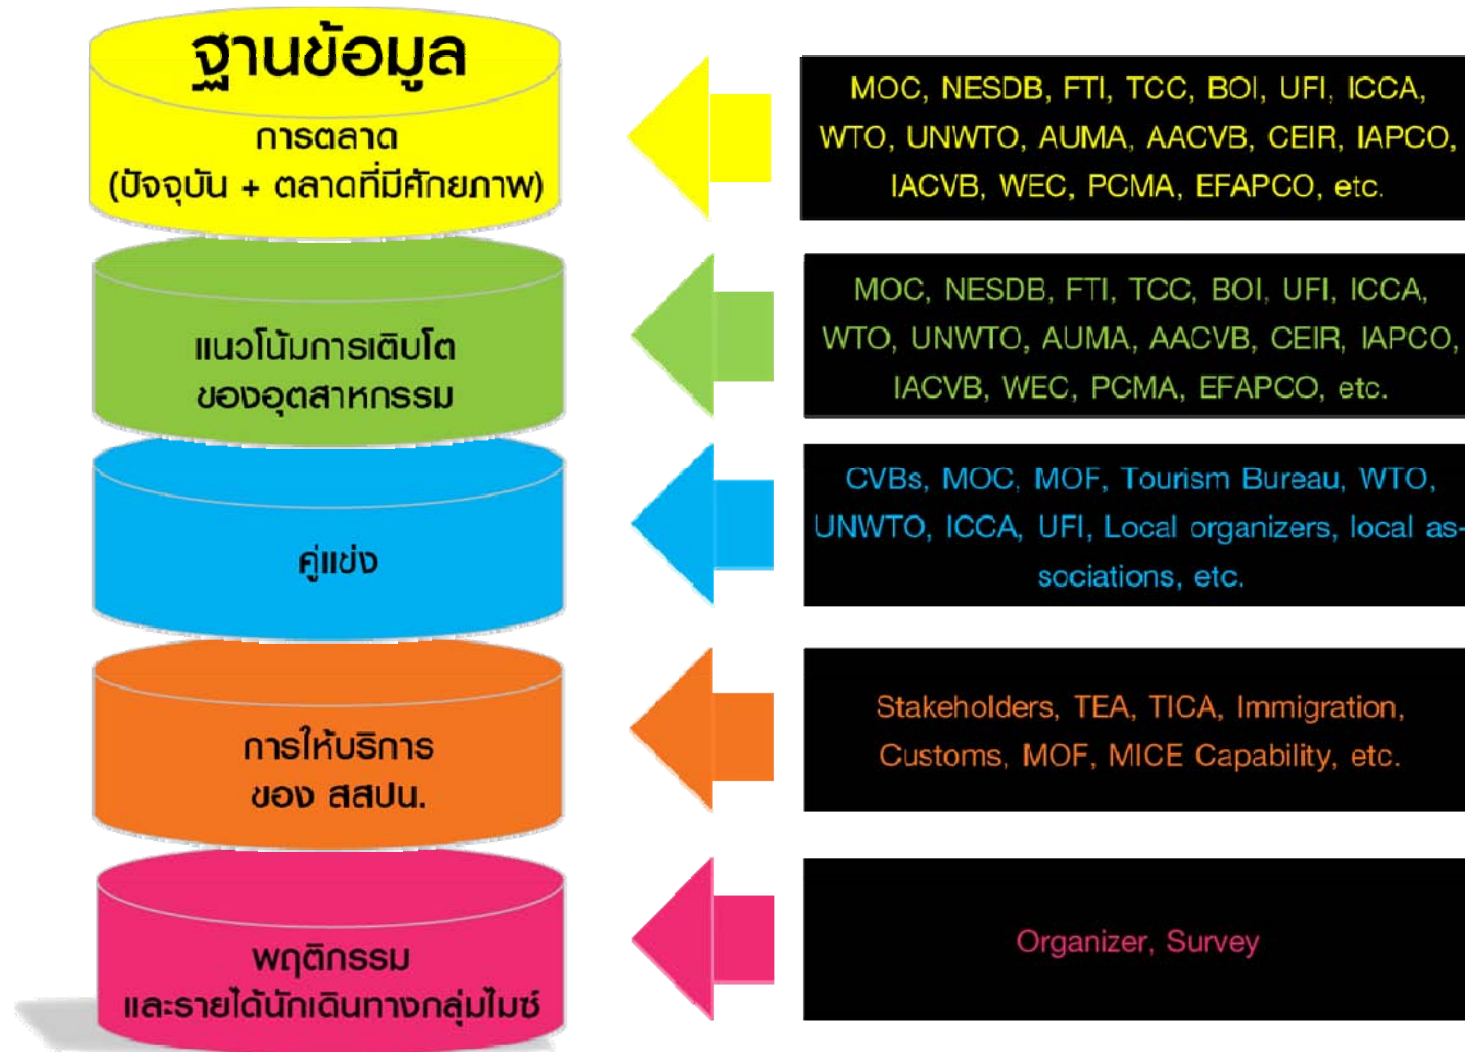 ฐานข้อมูล
การตลาด
(ปัจจุบัน + ตลาดที่มีศักยภาพ)
MOC, NESDB, FTI, TCC, BOI, UFI, ICCA,
WTO, UNWTO, AUMA, AACVB, CEIR, IAPCO,
IACVB, WEC, PCMA, EFAPCO, etc.
แนวโน้มการเติบโต
ของอุตสาหกรรม
MOC, NESDB, FTI, TCC, BOI, UFI, ICCA,
WTO, UNWTO, AUMA, AACVB, CEIR, IAPCO,
IACVB, WEC, PCMA, EFAPCO, etc.
คู่แข่ง
CVBs, MOC, MOF, Tourism Bureau, WTO,
UNWTO, ICCA, UFI, Local organizers, local as-
sociations, etc.
การให้บริการ
ของ สสปน.
Stakeholders, TEA, TICA, Immigration,
Customs, MOF, MICE Capability, etc.
พฤติกรรม
และรายได้นักเดินทางกลุ่มไมซ์
Organizer, Survey